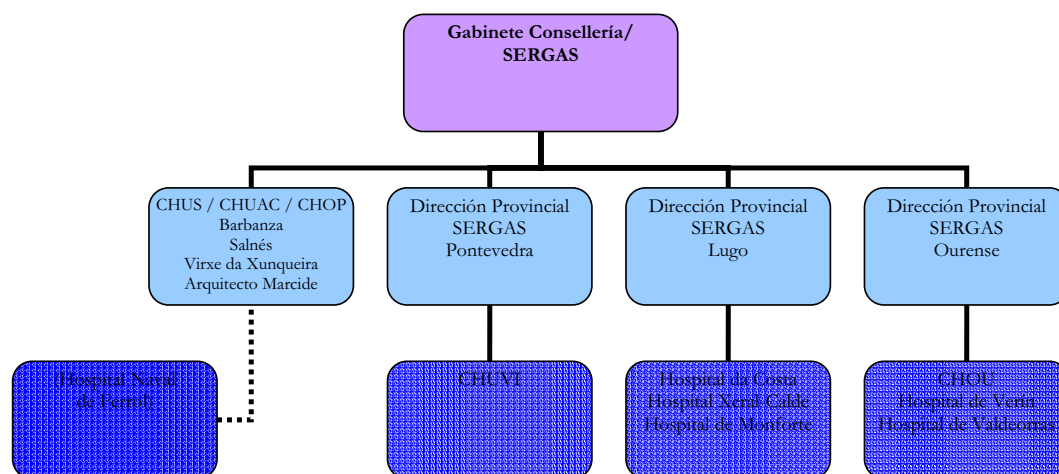 Gabinete Consellería/
SERGAS
CHUS / CHUAC / CHOP
Barbanza
Salnés
Virxe da Xunqueira
Arquitecto Marcide
Dirección Provincial
SERGAS
Pontevedra
Dirección Provincial
SERGAS
Lugo
Dirección Provincial
SERGAS
Ourense
(Hospital Naval
de Ferrol)
CHUVI
Hospital da Costa
Hospital Xeral Calde
Hospital de Monforte
CHOU
Hospital de Verín
Hospital de Valdeorras